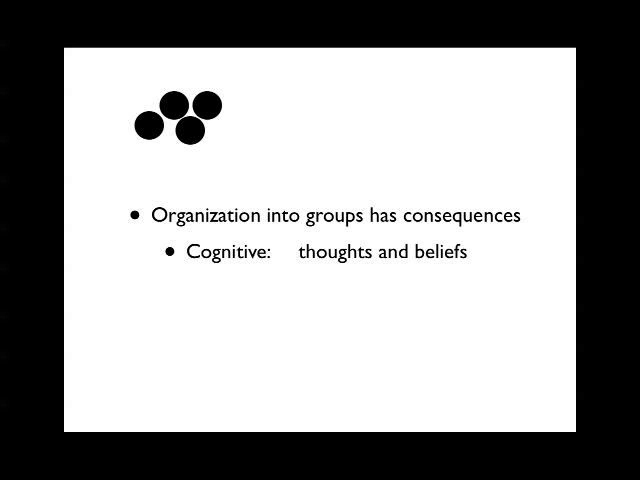 • Organization into groups has consequences
• Cognitive: thoughts and beliefs